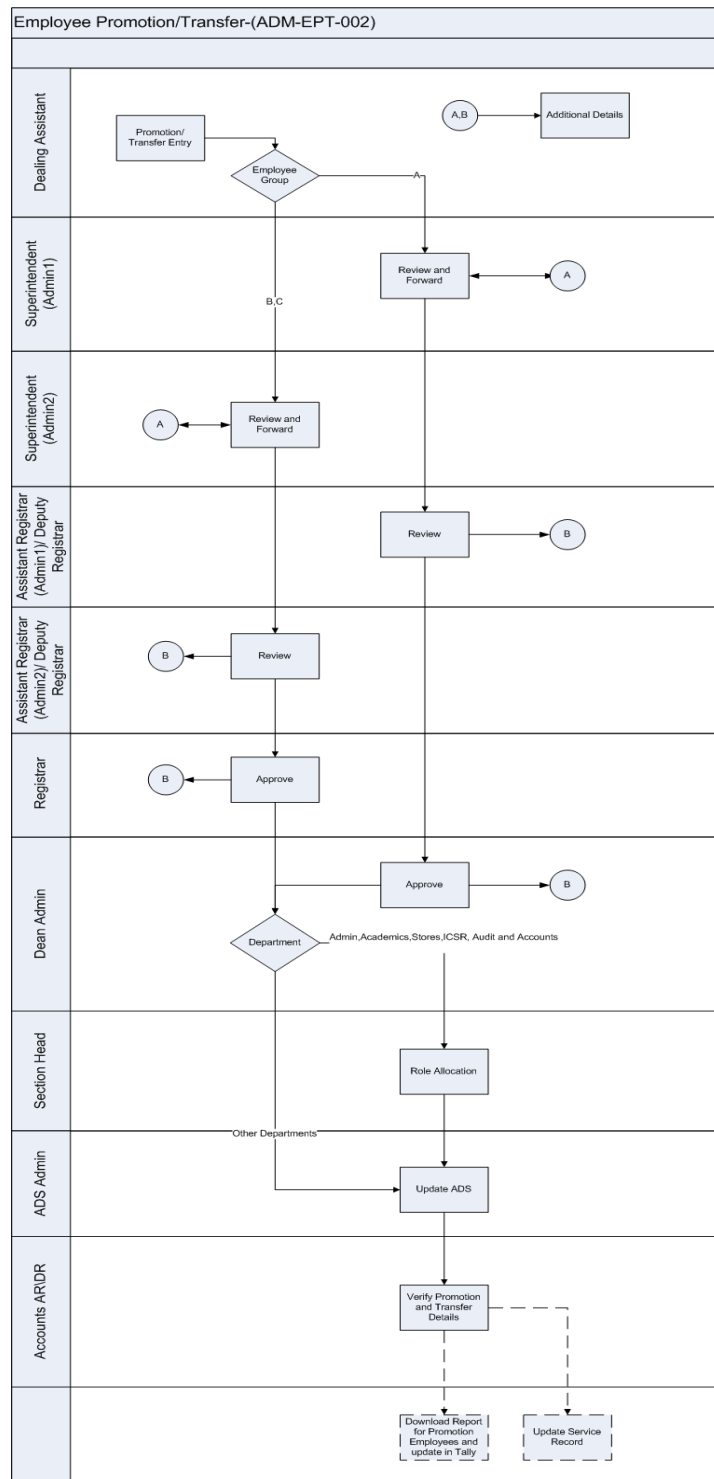 Employee Promotion/Transfer-(ADM-EPT-002)
Dealing Assistant
Promotion/
Transfer Entry
A,B
Additional Details
Employee
Group
A
Superintendent
(Admin1)
Review and
Forward
A
B,C
Superintendent
(Admin2)
A
Review and
Forward
Assistant Registrar
(Admin1)/ Deputy
Registrar
Review
B
Assistant Registrar
(Admin2)/ Deputy
Registrar
B
Review
Registrar
B
Approve
Dean Admin
Approve
B
Department
Admin,Academics,Stores,ICSR, Audit and Accounts
Section Head
Role Allocation
Other Departments
ADS Admin
Update ADS
Accounts AR\DR
Verify Promotion
and Transfer
Details
Download Report
for Promotion
Employees and
update in Tally
Update Service
Record